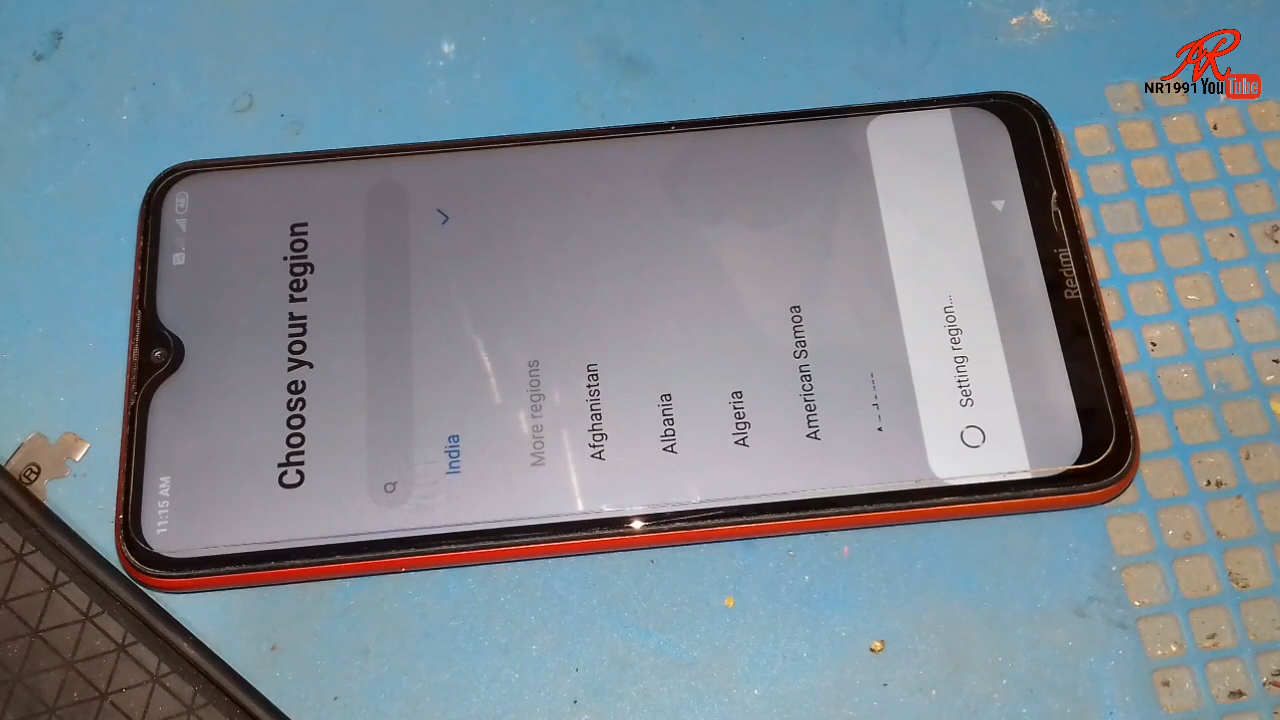 11:15 AM
48
Choose your region
India
More regions
Afghanistan
Albania
Algeria
American Samoa
Setting region...
Redmi
NR1991 YouTube
®